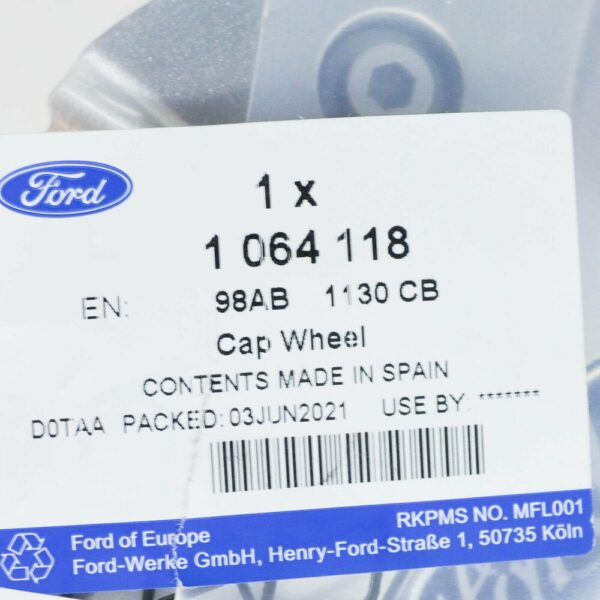 Ford
1 x
1 064 118
EN: 98AB 1130 CB
Cap Wheel
CONTENTS MADE IN SPAIN
D0TAA PACKED: 03JUN2021 USE BY: *******
RKPMS NO. MFL001
Ford of Europe
Ford-Werke GmbH, Henry-Ford-Straße 1, 50735 Köln